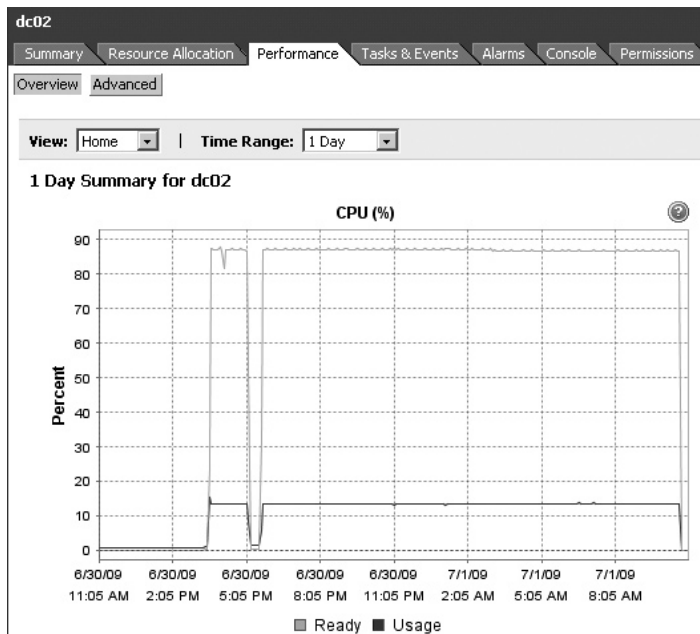 dc02
Summary Resource Allocation Performance Tasks & Events Alarms Console Permissions
Overview Advanced
View: Home | Time Range: 1 Day
1 Day Summary for dc02
CPU (%)
?
90
80
70
60
50
40
30
20
10
0
Percent
6/30/09 6/30/09 6/30/09 6/30/09 6/30/09 7/1/09 7/1/09 7/1/09
11:05 AM 2:05 PM 5:05 PM 8:05 PM 11:05 PM 2:05 AM 5:05 AM 8:05 AM
Ready Usage